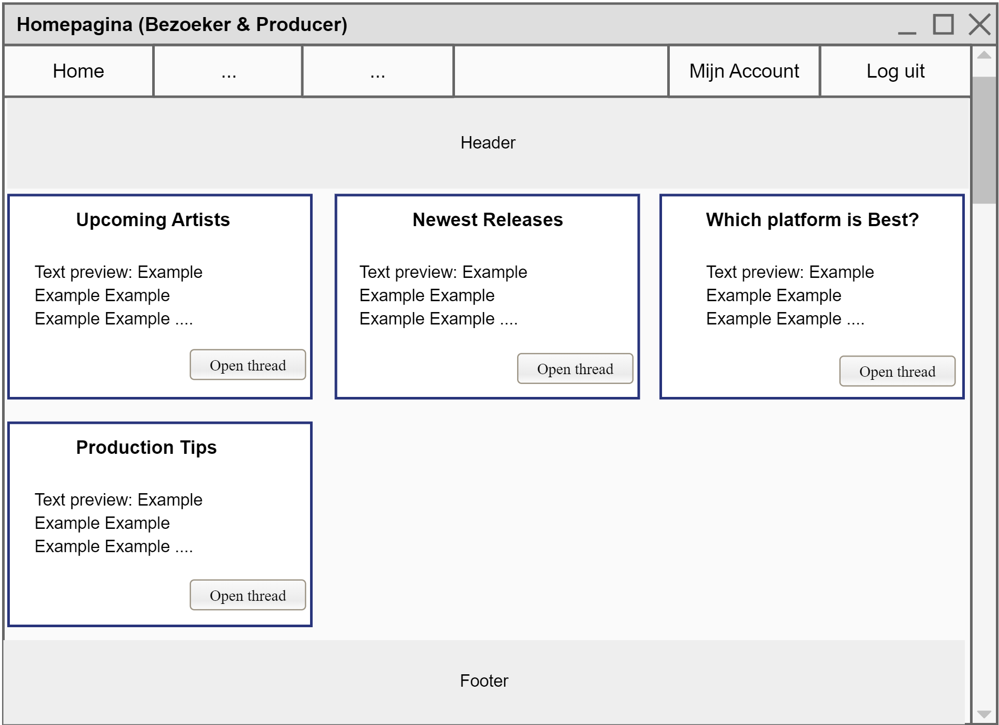 Homepagina (Bezoeker & Producer)
Home
...
...
Mijn Account
Log uit
Header
Upcoming Artists
Text preview: Example
Example Example
Example Example ....
Open thread
Newest Releases
Text preview: Example
Example Example
Example Example ....
Open thread
Which platform is Best?
Text preview: Example
Example Example
Example Example ....
Open thread
Production Tips
Text preview: Example
Example Example
Example Example ....
Open thread
Footer